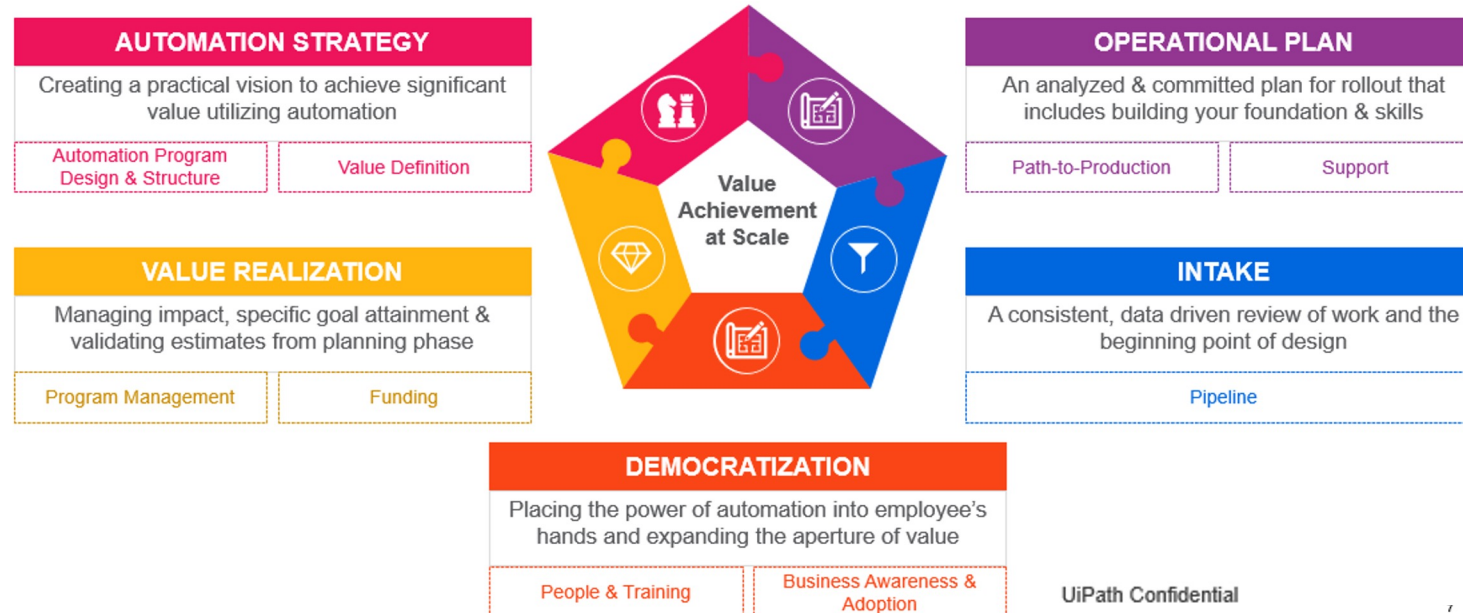 AUTOMATION STRATEGY
Creating a practical vision to achieve significant
value utilizing automation
Automation Program
Design & Structure
Value Definition
OPERATIONAL PLAN
An analyzed & committed plan for rollout that
includes building your foundation & skills
Path-to-Production
Support
Value
Achievement
at Scale
VALUE REALIZATION
Managing impact, specific goal attainment &
validating estimates from planning phase
Program Management
Funding
INTAKE
A consistent, data driven review of work and the
beginning point of design
Pipeline
DEMOCRATIZATION
Placing the power of automation into employee's
hands and expanding the aperture of value
People & Training
Business Awareness &
Adoption
UiPath Confidential